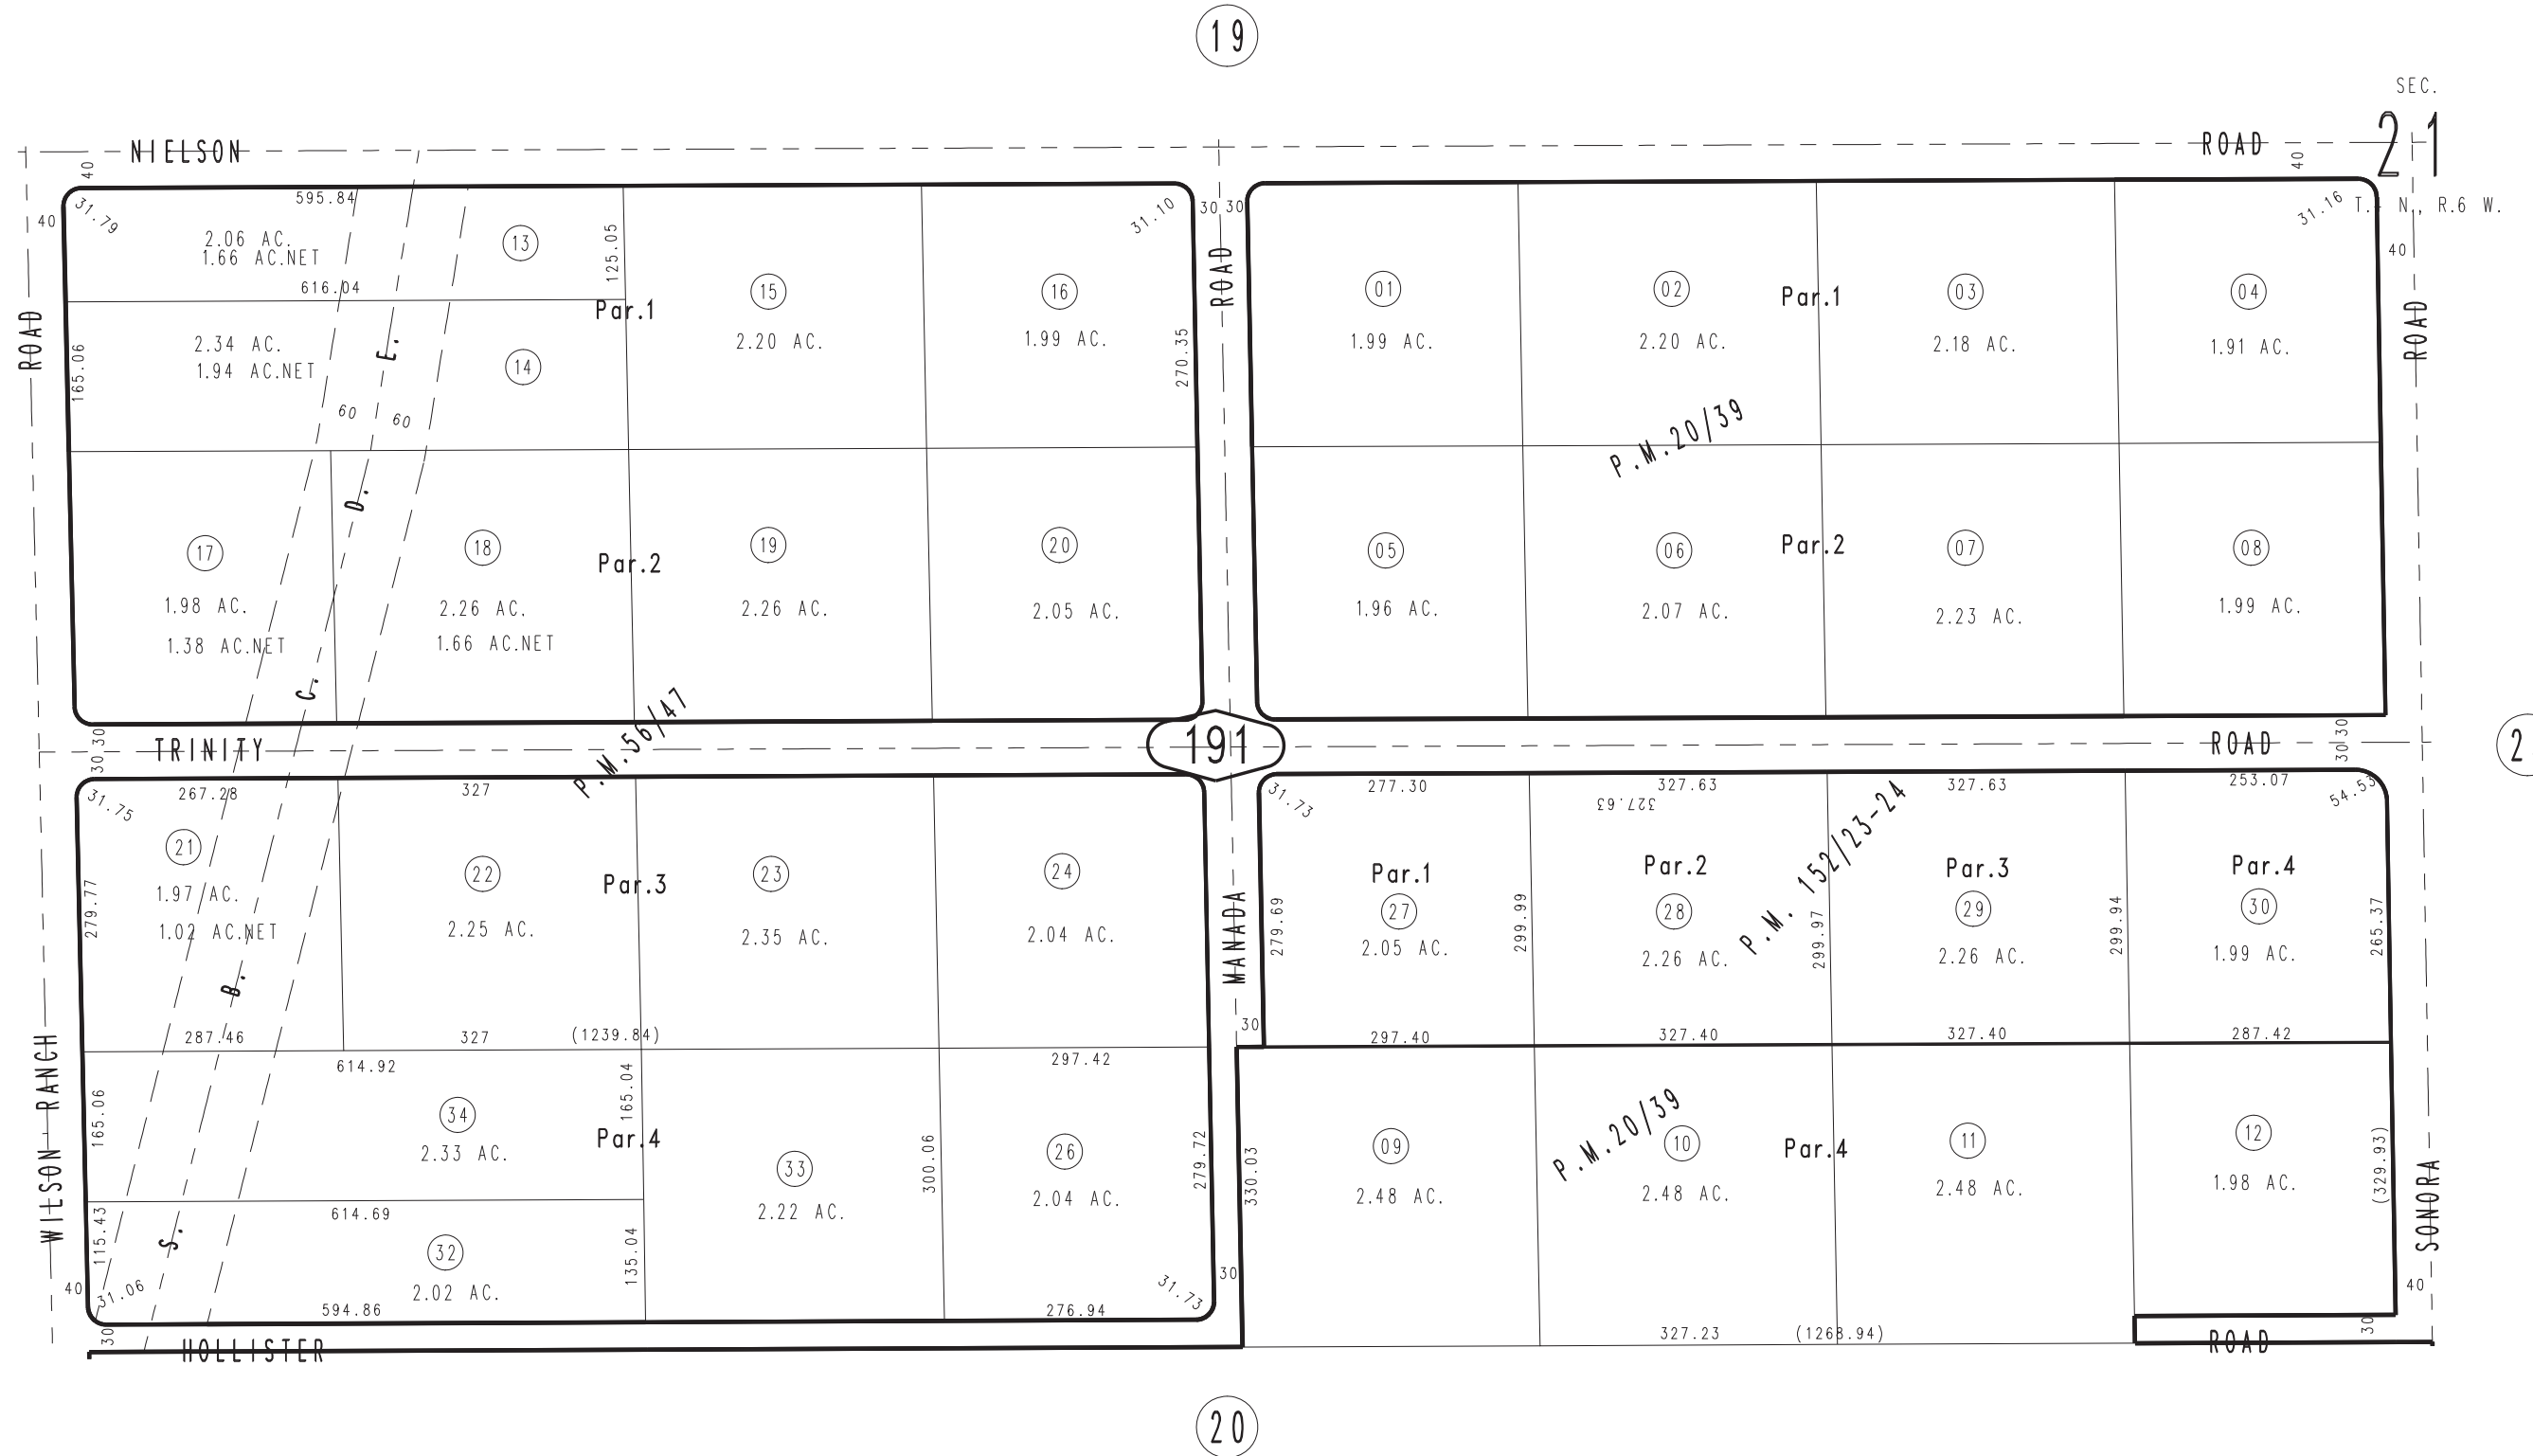 19
SEC.
21
T.4 N., R.6 W.
NIELSON ROAD
40
40
31.79
595.84
2.06 AC.
1.66 AC.NET
13
125.05
616.04
Par.1
2.34 AC.
1.94 AC.NET
14
165.06
60
60
15
2.20 AC.
16
1.99 AC.
31.10
270.35
30 30
ROAD
01
1.99 AC.
02
2.20 AC.
Par.1
03
2.18 AC.
04
1.91 AC.
31.16
40
40
ROAD
ROAD
P.M.20/39
17
1.98 AC.
1.38 AC.NET
18
2.26 AC.
1.66 AC.NET
Par.2
19
2.26 AC.
20
2.05 AC.
05
1.96 AC.
06
2.07 AC.
Par.2
07
2.23 AC.
08
1.99 AC.
S. B. C. D. E.
P.M.56/47
30 30
TRINITY ROAD
191
30 30
2
31.75
267.28
327
21
1.97 AC.
1.02 AC.NET
279.77
22
2.25 AC.
Par.3
23
2.35 AC.
24
2.04 AC.
287.46
327
(1239.84)
31.73
277.30
327.63
327.63
327.63
253.07
54.53
Par.1
27
2.05 AC.
279.69
299.99
Par.2
28
2.26 AC.
P.M. 152/23-24
299.97
Par.3
29
2.26 AC.
299.94
Par.4
30
1.99 AC.
265.37
MANADA
30
297.40
327.40
327.40
287.42
WILSON RANCH
614.92
165.06
34
2.33 AC.
165.04
Par.4
614.69
115.43
32
2.02 AC.
135.04
31.06
594.86
40
30
33
2.22 AC.
300.06
297.42
26
2.04 AC.
279.72
31.73
276.94
30
330.03
09
2.48 AC.
P.M.20/39
10
2.48 AC.
Par.4
11
2.48 AC.
12
1.98 AC.
(329.93)
SONORA
40
30
327.23
(1268.94)
HOLLISTER ROAD
20